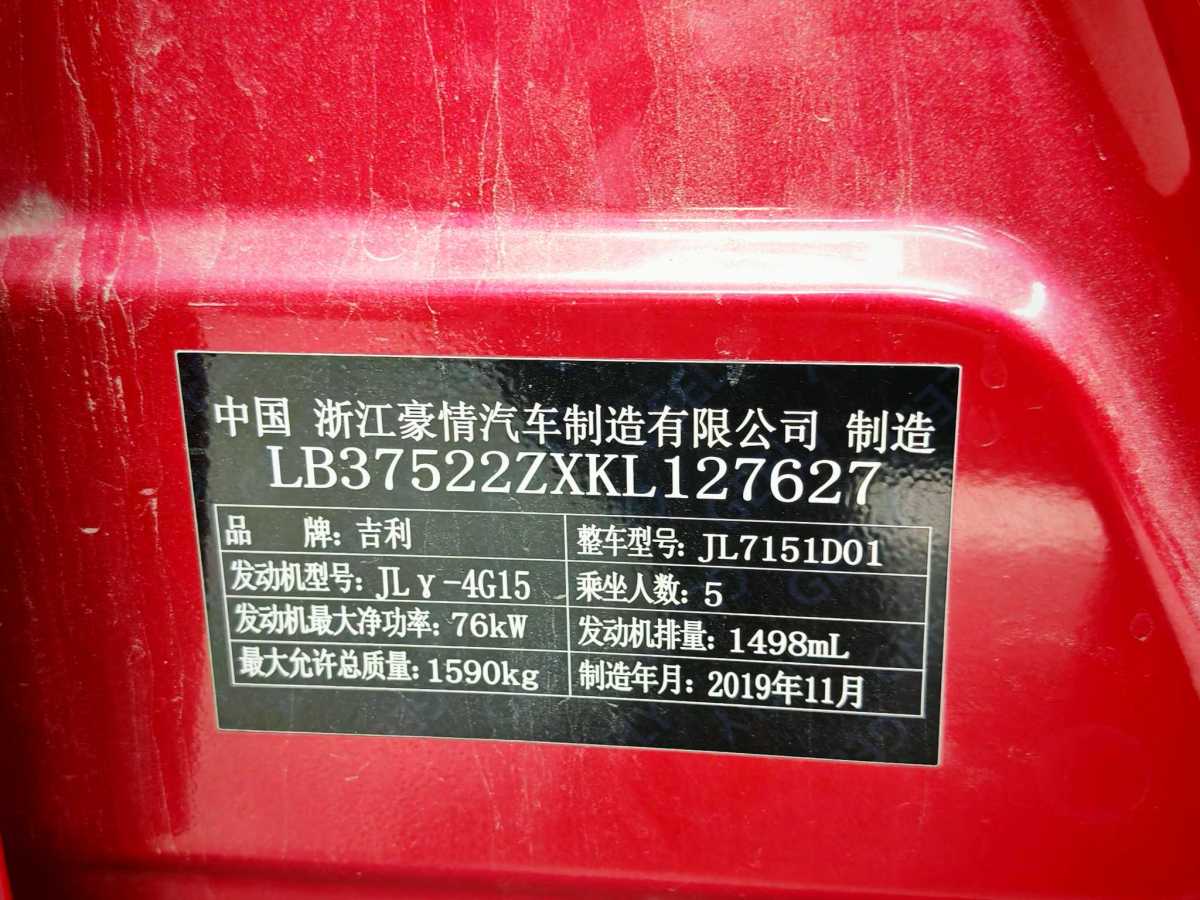 中国 浙江豪情汽车制造有限公司 制造
LB37522ZXKL127627
品 牌: 吉利 整车型号: JL7151D01
发动机型号: JLγ-4G15 乘坐人数: 5
发动机最大净功率: 76kW 发动机排量: 1498mL
最大允许总质量: 1590kg 制造年月: 2019年11月